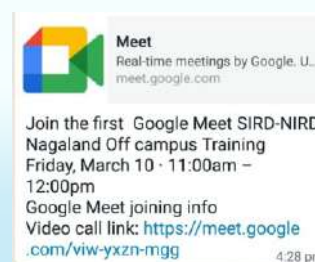 Meet
Real-time meetings by Google. U...
meet.google.com
Join the first Google Meet SIRD-NIRD
Nagaland Off campus Training
Friday, March 10 · 11:00am –
12:00pm
Google Meet joining info
Video call link: https://meet.google
.com/viw-yxzn-mgg
4:28 pm